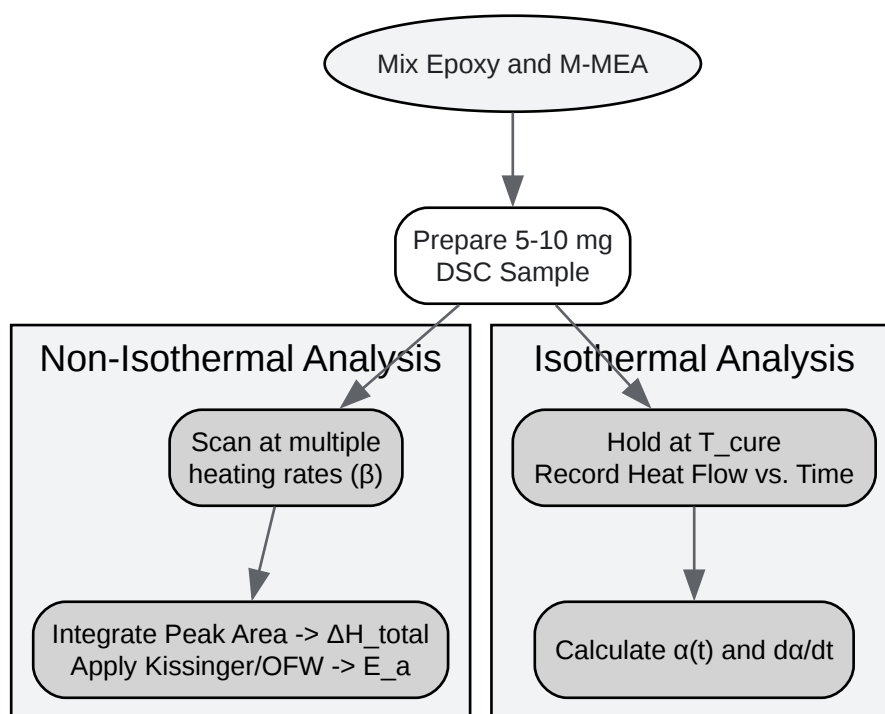 Mix Epoxy and M-MEA
Prepare 5-10 mg
DSC Sample
Non-Isothermal Analysis
Scan at multiple
heating rates (β)
Integrate Peak Area -> ΔH_total
Apply Kissinger/OFW -> E_a
Isothermal Analysis
Hold at T_cure
Record Heat Flow vs. Time
Calculate α(t) and dα/dt